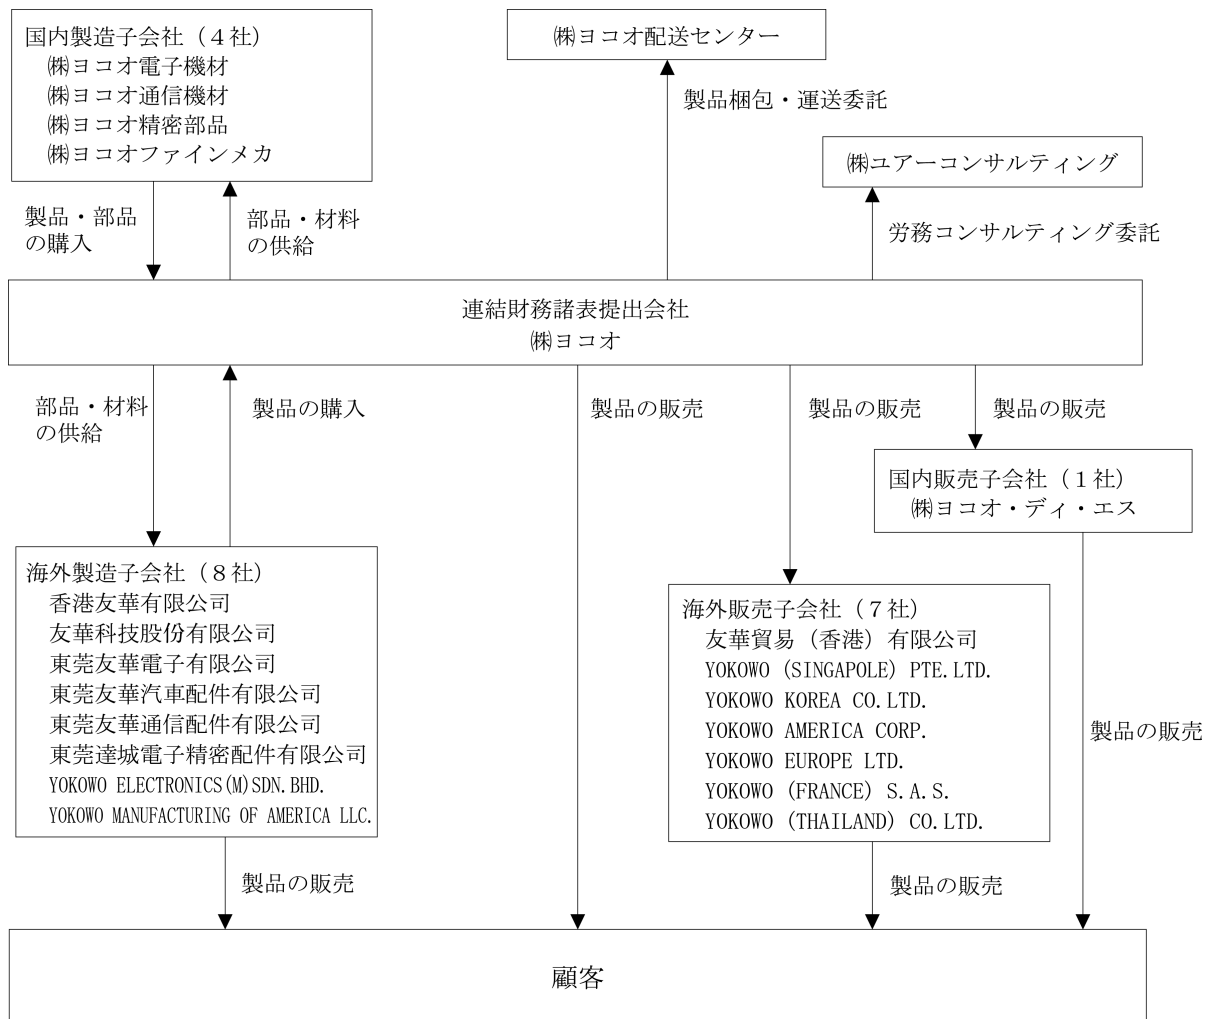 国内製造子会社（４社）
㈱ヨコオ電子機材
㈱ヨコオ通信機材
㈱ヨコオ精密部品
㈱ヨコオファインメカ
㈱ヨコオ配送センター
製品梱包・運送委託
㈱ユアーコンサルティング
労務コンサルティング委託
製品・部品
の購入
部品・材料
の供給
連結財務諸表提出会社
㈱ヨコオ
部品・材料
の供給
製品の購入
製品の販売
製品の販売
製品の販売
国内販売子会社（１社）
㈱ヨコオ・ディ・エス
海外製造子会社（８社）
香港友華有限公司
友華科技股份有限公司
東莞友華電子有限公司
東莞友華汽車配件有限公司
東莞友華通信配件有限公司
東莞達城電子精密配件有限公司
YOKOWO ELECTRONICS(M)SDN.BHD.
YOKOWO MANUFACTURING OF AMERICA LLC.
海外販売子会社（７社）
友華貿易（香港）有限公司
YOKOWO (SINGAPOLE) PTE.LTD.
YOKOWO KOREA CO.LTD.
YOKOWO AMERICA CORP.
YOKOWO EUROPE LTD.
YOKOWO (FRANCE) S.A.S.
YOKOWO (THAILAND) CO.LTD.
製品の販売
製品の販売
製品の販売
顧客